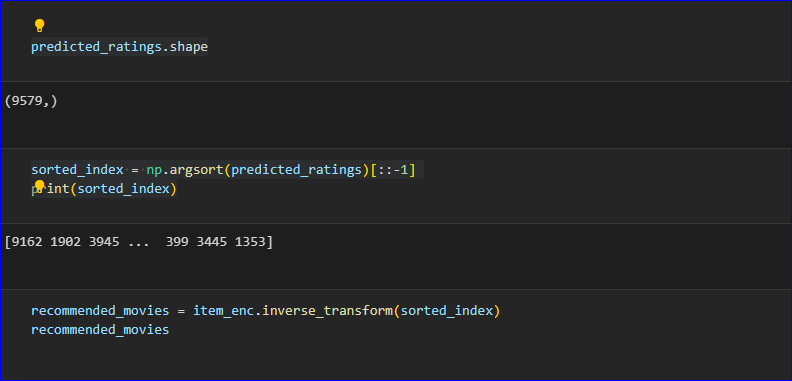 predicted_ratings.shape
(9579,)
sorted_index = np.argsort(predicted_ratings)[::-1]
print(sorted_index)
[9162 1902 3945 ...  399 3445 1353]
recommended_movies = item_enc.inverse_transform(sorted_index)
recommended_movies